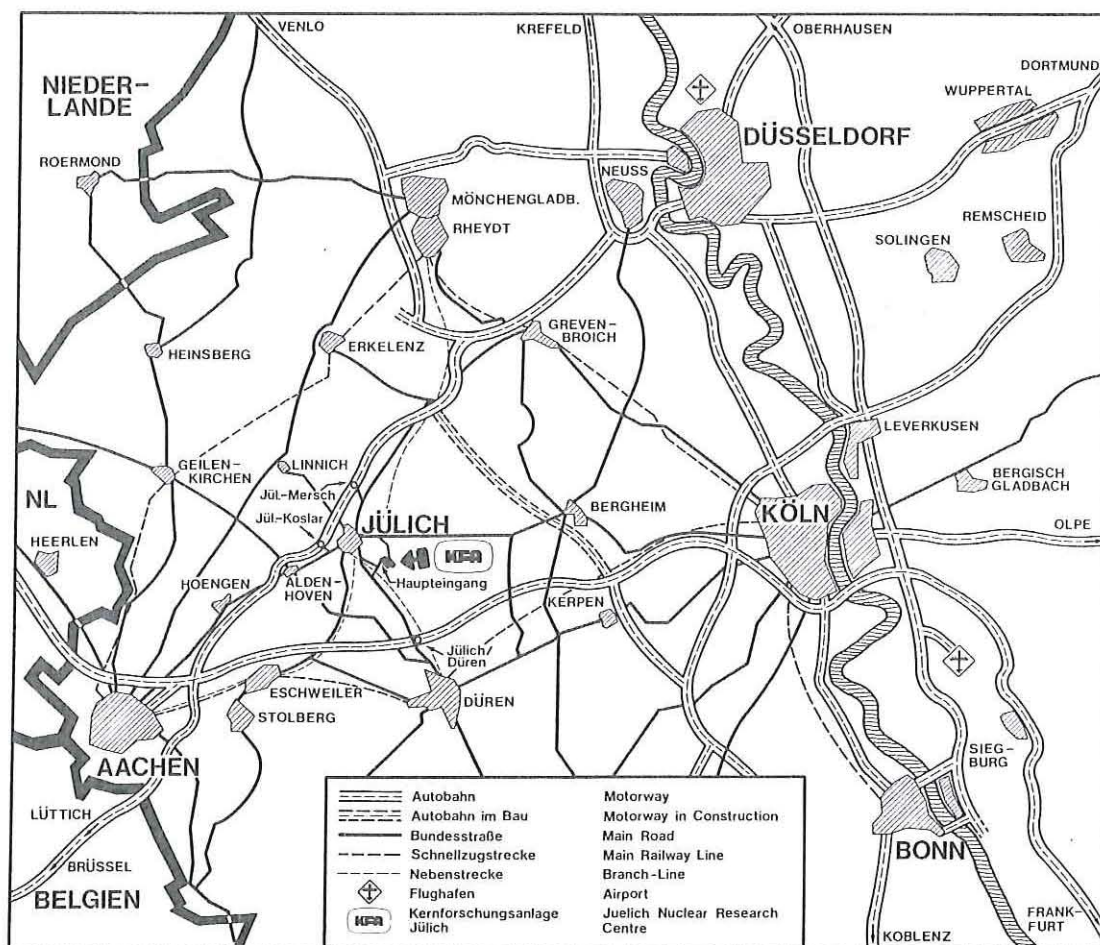 VENLO
KREFELD
OBERHAUSEN
DORTMUND
NIEDER-
LANDE
WUPPERTAL
DÜSSELDORF
ROERMOND
NEUSS
MÖNCHENGLADB.
RHEYDT
REMSCHEID
SOLINGEN
GREVEN-
BROICH
ERKELENZ
HEINSBERG
LEVERKUSEN
GEILEN-
KIRCHEN
LINNICH
BERGISCH
GLADBACH
NL
Jül.-Mersch
BERGHEIM
KÖLN
Jül.-Koslar
JÜLICH
OLPE
HEERLEN
KFA
Haupteingang
HOENGEN
ALDEN-
HOVEN
KERPEN
Jülich/
Düren
ESCHWEILER
DÜREN
STOLBERG
AACHEN
SIEG-
BURG
LÜTTICH
BRÜSSEL
BELGIEN
BONN
KOBLENZ
FRANK-
FURT
Autobahn Motorway
Autobahn im Bau Motorway in Construction
Bundesstraße Main Road
Schnellzugstrecke Main Railway Line
Nebenstrecke Branch-Line
Flughafen Airport
KFA Kernforschungsanlage Juelich Nuclear Research
Jülich Centre